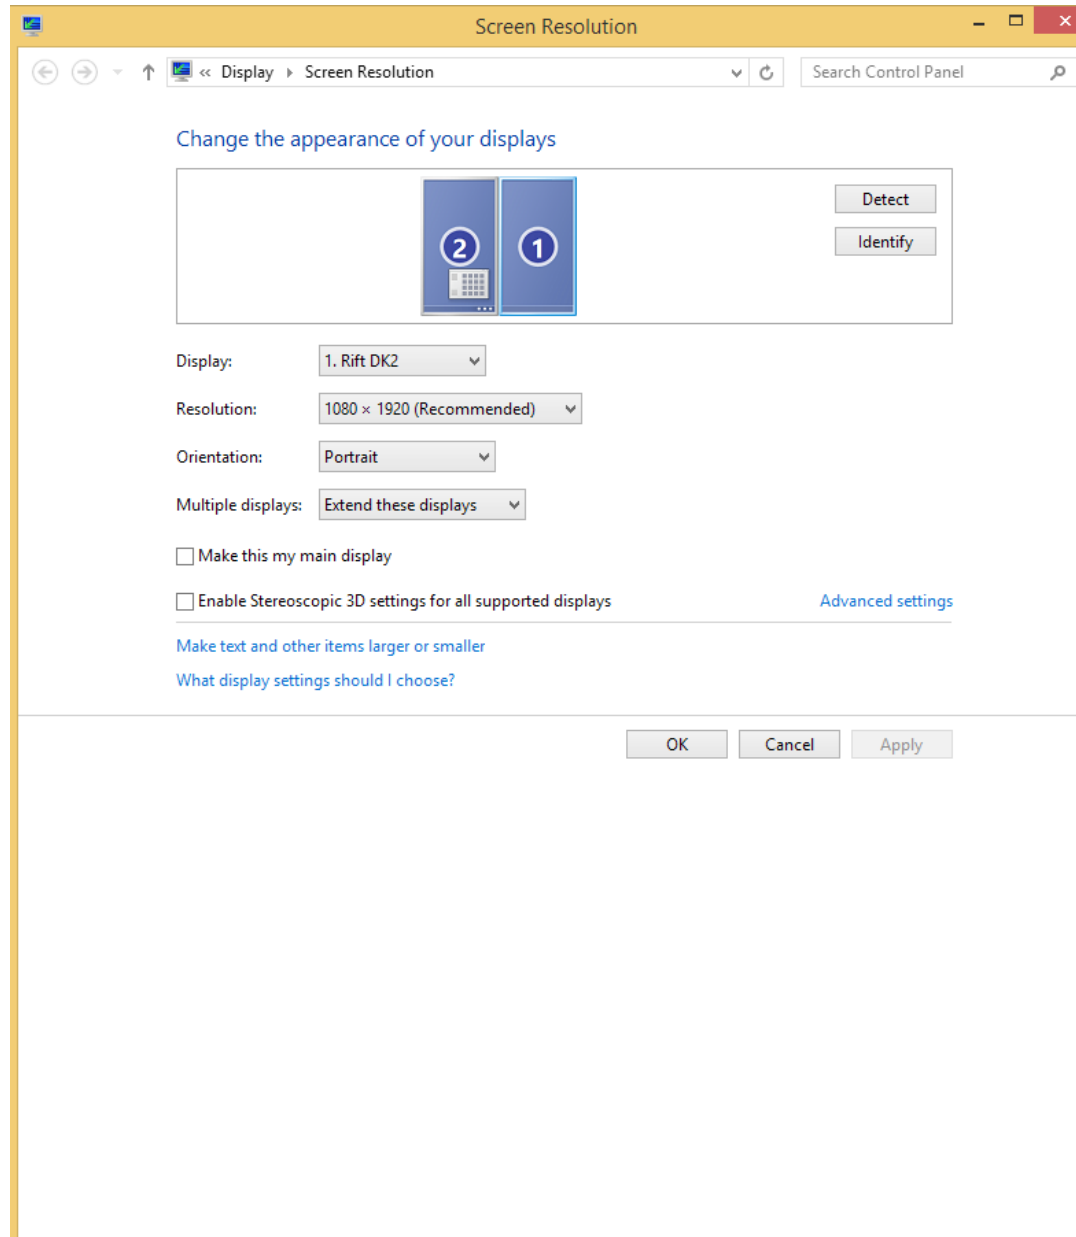 Screen Resolution
« Display Screen Resolution
Search Control Panel
Change the appearance of your displays
2 1
Detect
Identify
Display: 1. Rift DK2
Resolution: 1080 × 1920 (Recommended)
Orientation: Portrait
Multiple displays: Extend these displays
Make this my main display
Enable Stereoscopic 3D settings for all supported displays Advanced settings
Make text and other items larger or smaller
What display settings should I choose?
OK Cancel Apply